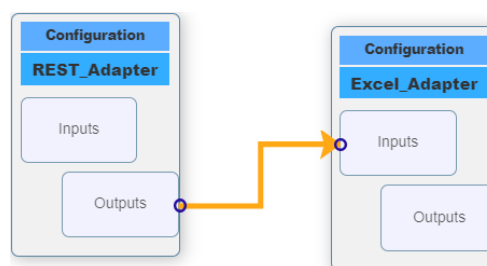 Configuration
REST_Adapter
Inputs
Outputs
Configuration
Excel_Adapter
Inputs
Outputs